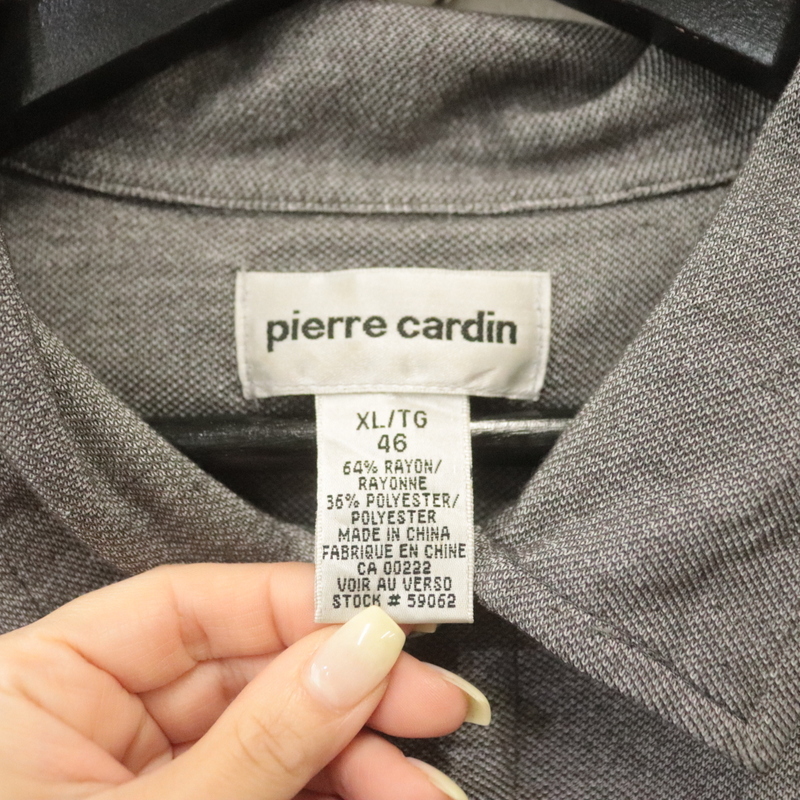 pierre cardin
XL/TG
46
64% RAYON/
RAYONNE
36% POLYESTER/
POLYESTER
MADE IN CHINA
FABRIQUE EN CHINE
CA 00222
VOIR AU VERSO
STOCK # 59062